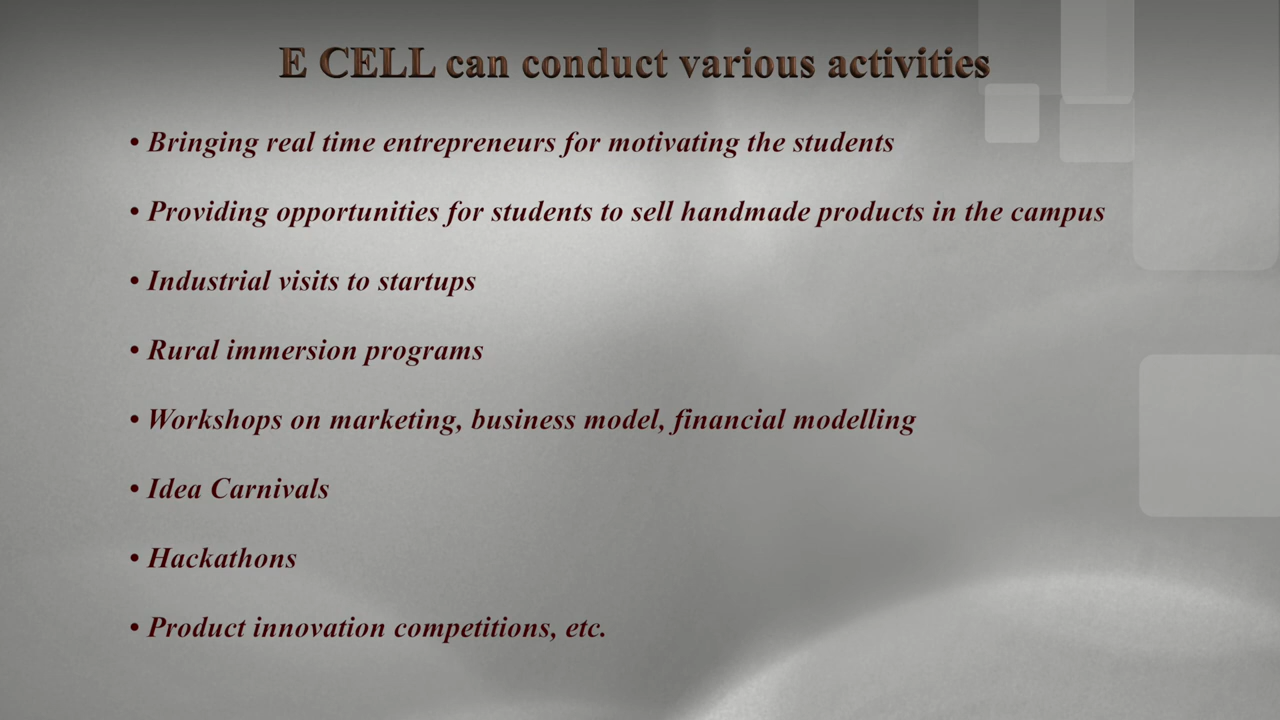 E CELL can conduct various activities
• Bringing real time entrepreneurs for motivating the students
• Providing opportunities for students to sell handmade products in the campus
• Industrial visits to startups
• Rural immersion programs
• Workshops on marketing, business model, financial modelling
• Idea Carnivals
• Hackathons
• Product innovation competitions, etc.